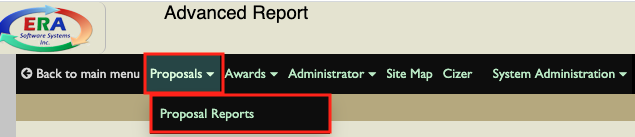 Advanced Report
ERA
Software Systems
Inc.
Back to main menu Proposals Awards Administrator Site Map Cizer System Administration
Proposal Reports